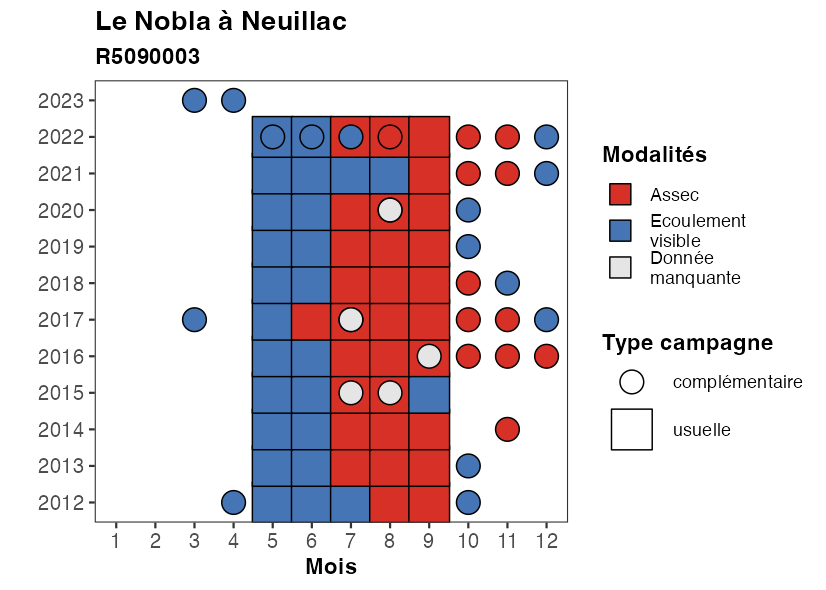 Le Nobla à Neuillac
R5090003
2023
2022
2021
2020
2019
2018
2017
2016
2015
2014
2013
2012
1 2 3 4 5 6 7 8 9 10 11 12
Mois
Modalités
Assec
Ecoulement
visible
Donnée
manquante
Type campagne
complémentaire
usuelle